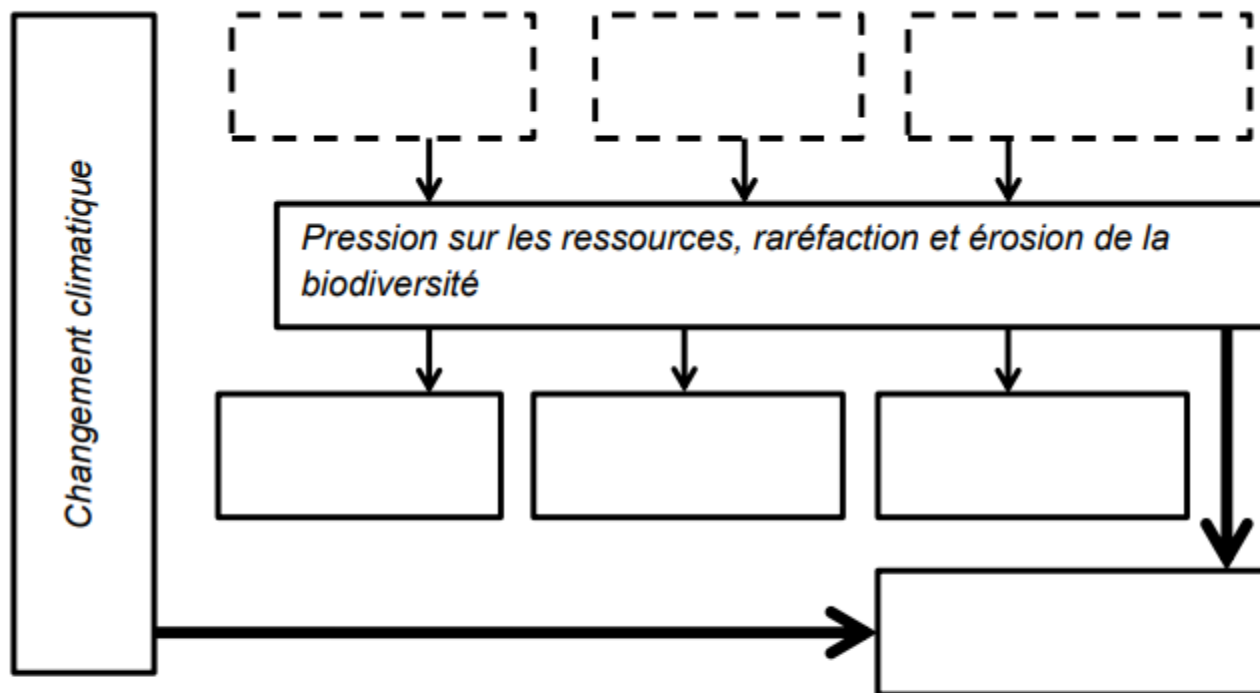 Changement climatique
Pression sur les ressources, raréfaction et érosion de la
biodiversité